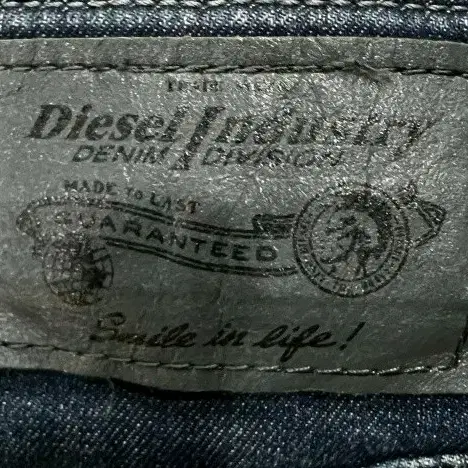 Diesel Industry
DENIM DIVISION
MADE To LAST
GUARANTEED
Smile in life!